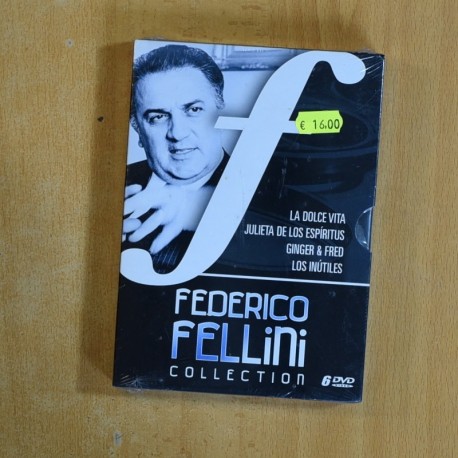 f
€ 16.00
LA DOLCE VITA
JULIETA DE LOS ESPÍRITUS
GINGER & FRED
LOS INÚTILES
FEDERICO
FELLiNi
COLLECTION
6 DVD